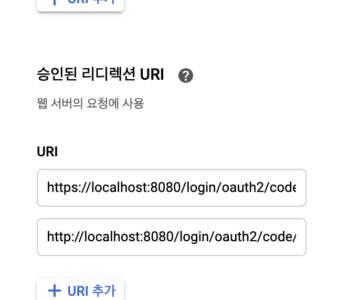 + URI 추가
승인된 리디렉션 URI ?
웹 서버의 요청에 사용
URI
https://localhost:8080/login/oauth2/code
http://localhost:8080/login/oauth2/code/
+ URI 추가